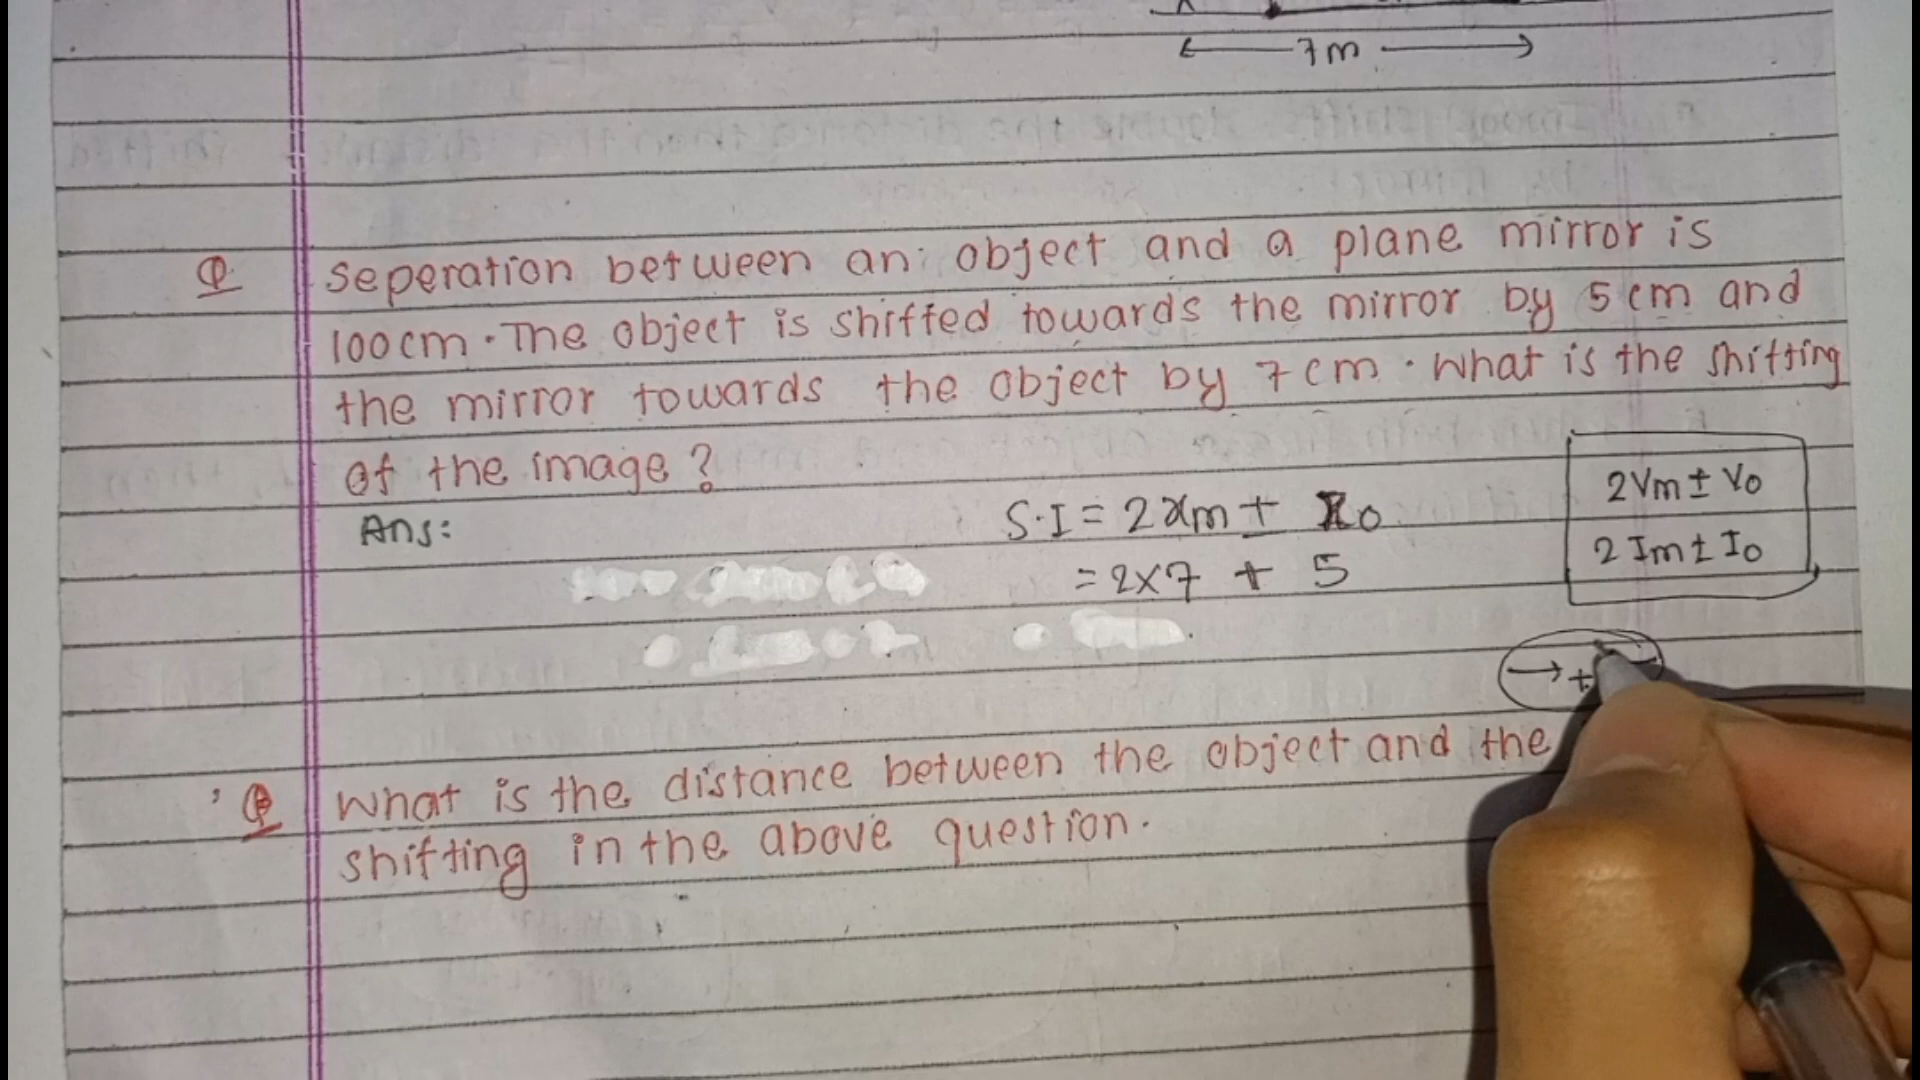 7m
Q seperation between an object and a plane mirror is
100cm. The object is shifted towards the mirror by 5cm and
the mirror towards the object by 7cm. What is the shifting
of the image?
Ans:
S.I = 2xm ± xo
= 2x7 + 5
2Vm ± Vo
2 Im ± Io
→ +
Q What is the distance between the object and the
shifting in the above question.